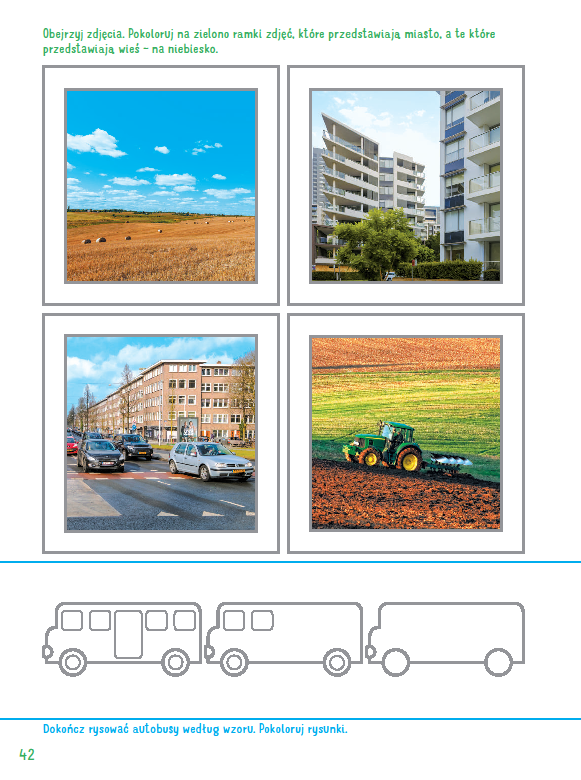 Obejrzyj zdjęcia. Pokoloruj na zielono ramki zdjęć, które przedstawiają miasto, a te które
przedstawiają wieś – na niebiesko.
Dokończ rysować autobusy według wzoru. Pokoloruj rysunki.
42